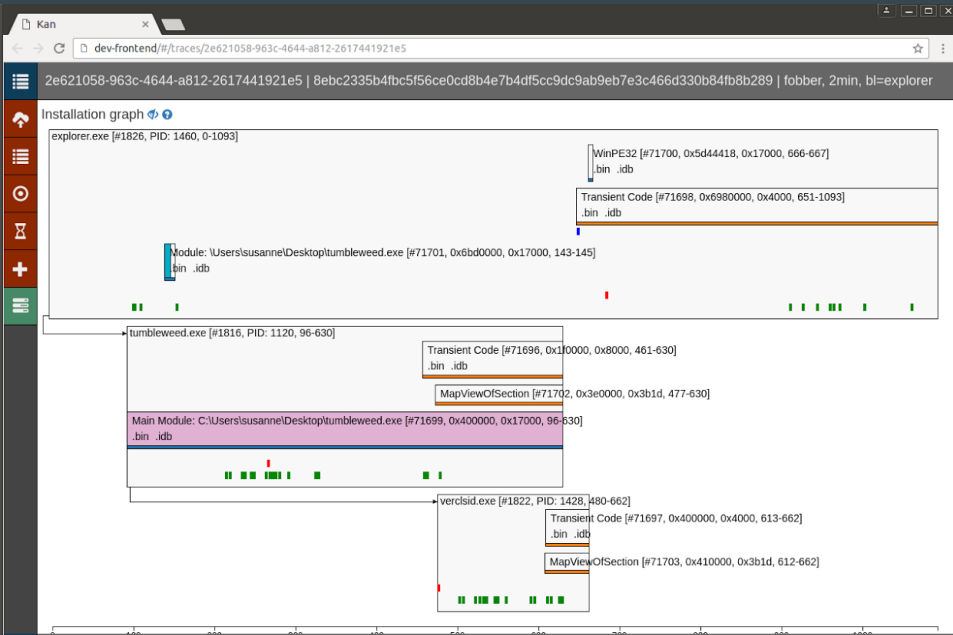 Kan
dev-frontend/#/traces/2e621058-963c-4644-a812-2617441921e5
2e621058-963c-4644-a812-2617441921e5 | 8ebc2335b4fbc5f56ce0cd8b4e7b4df5cc9dc9ab9eb7e3c466d330b84fb8b289 | fobber, 2min, bl=explorer
Installation graph
explorer.exe [#1826, PID: 1460, 0-1093]
WinPE32 [#71700, 0x5d44418, 0x17000, 666-667]
.bin .idb
Transient Code [#71698, 0x6980000, 0x4000, 651-1093]
.bin .idb
Module: \Users\susanne\Desktop\tumbleweed.exe [#71701, 0x6bd0000, 0x17000, 143-145]
.bin .idb
tumbleweed.exe [#1816, PID: 1120, 96-630]
Transient Code [#71696, 0x1f0000, 0x8000, 461-630]
.bin .idb
MapViewOfSection [#71702, 0x3e0000, 0x3b1d, 477-630]
Main Module: C:\Users\susanne\Desktop\tumbleweed.exe [#71699, 0x400000, 0x17000, 96-630]
.bin .idb
verclsid.exe [#1822, PID: 1428, 480-662]
Transient Code [#71697, 0x400000, 0x4000, 613-662]
.bin .idb
MapViewOfSection [#71703, 0x410000, 0x3b1d, 612-662]